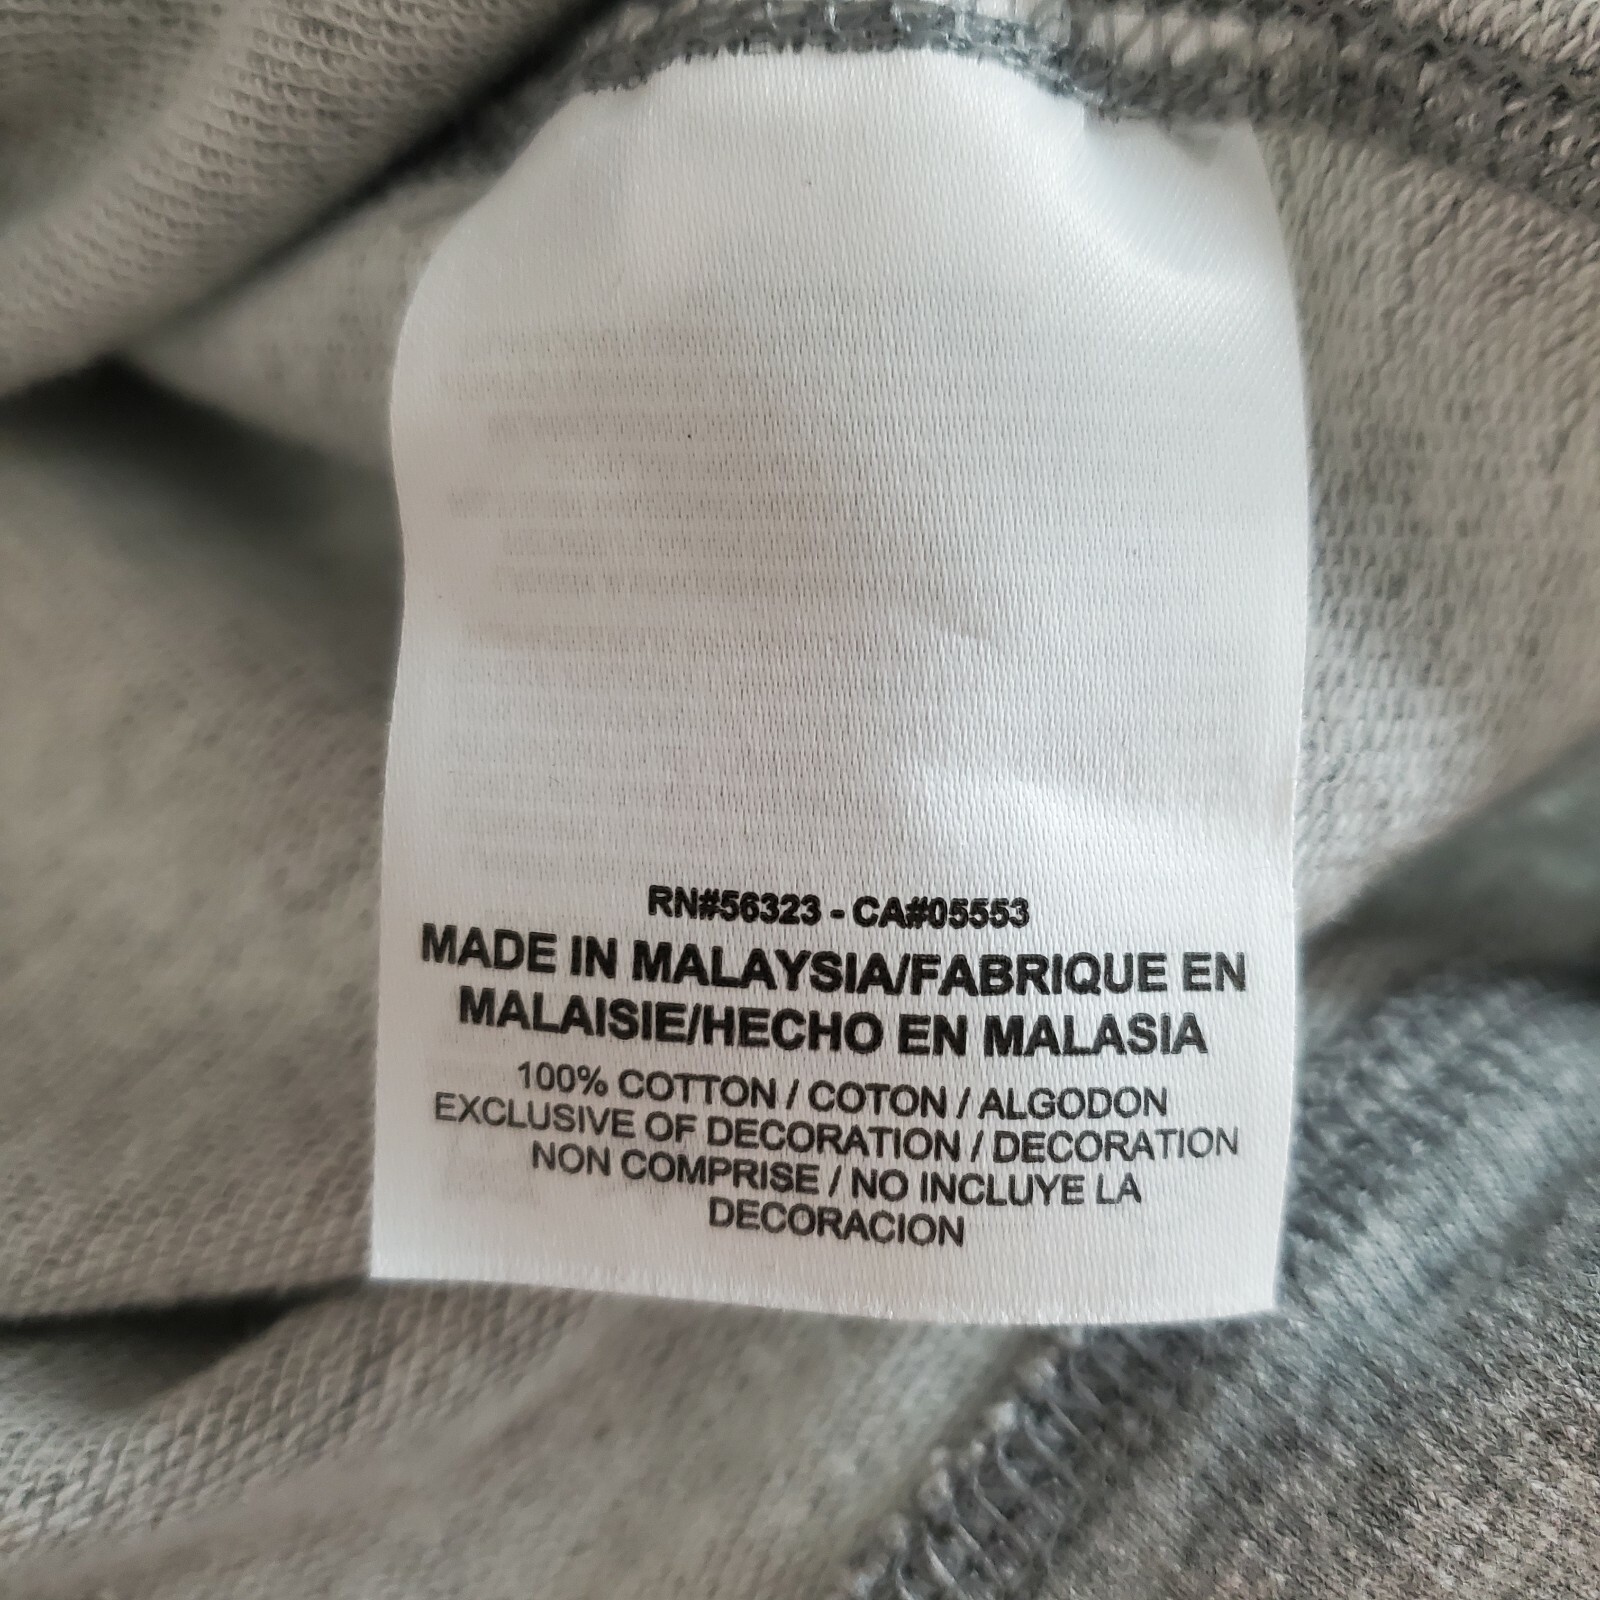 RN#56323 - CA#05553
MADE IN MALAYSIA/FABRIQUE EN
MALAISIE/HECHO EN MALASIA
100% COTTON / COTON / ALGODON
EXCLUSIVE OF DECORATION / DECORATION
NON COMPRISE / NO INCLUYE LA
DECORACION